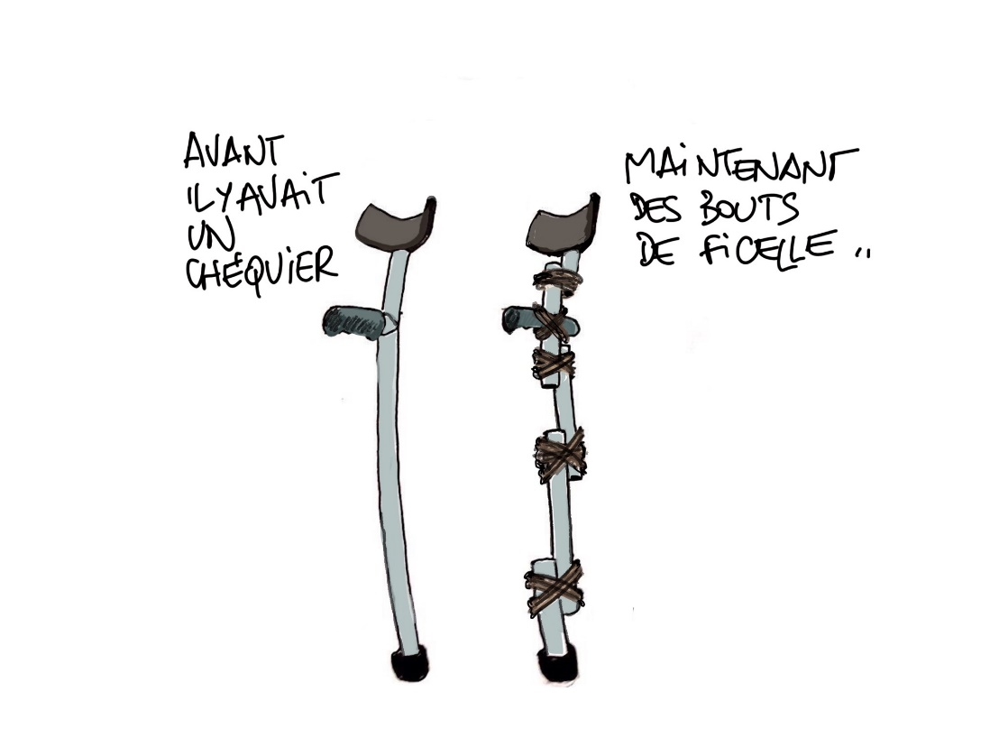 AVANT
IL Y AVAIT
UN
CHÉQUIER
MAINTENANT
DES BOUTS
DE FICELLE ..